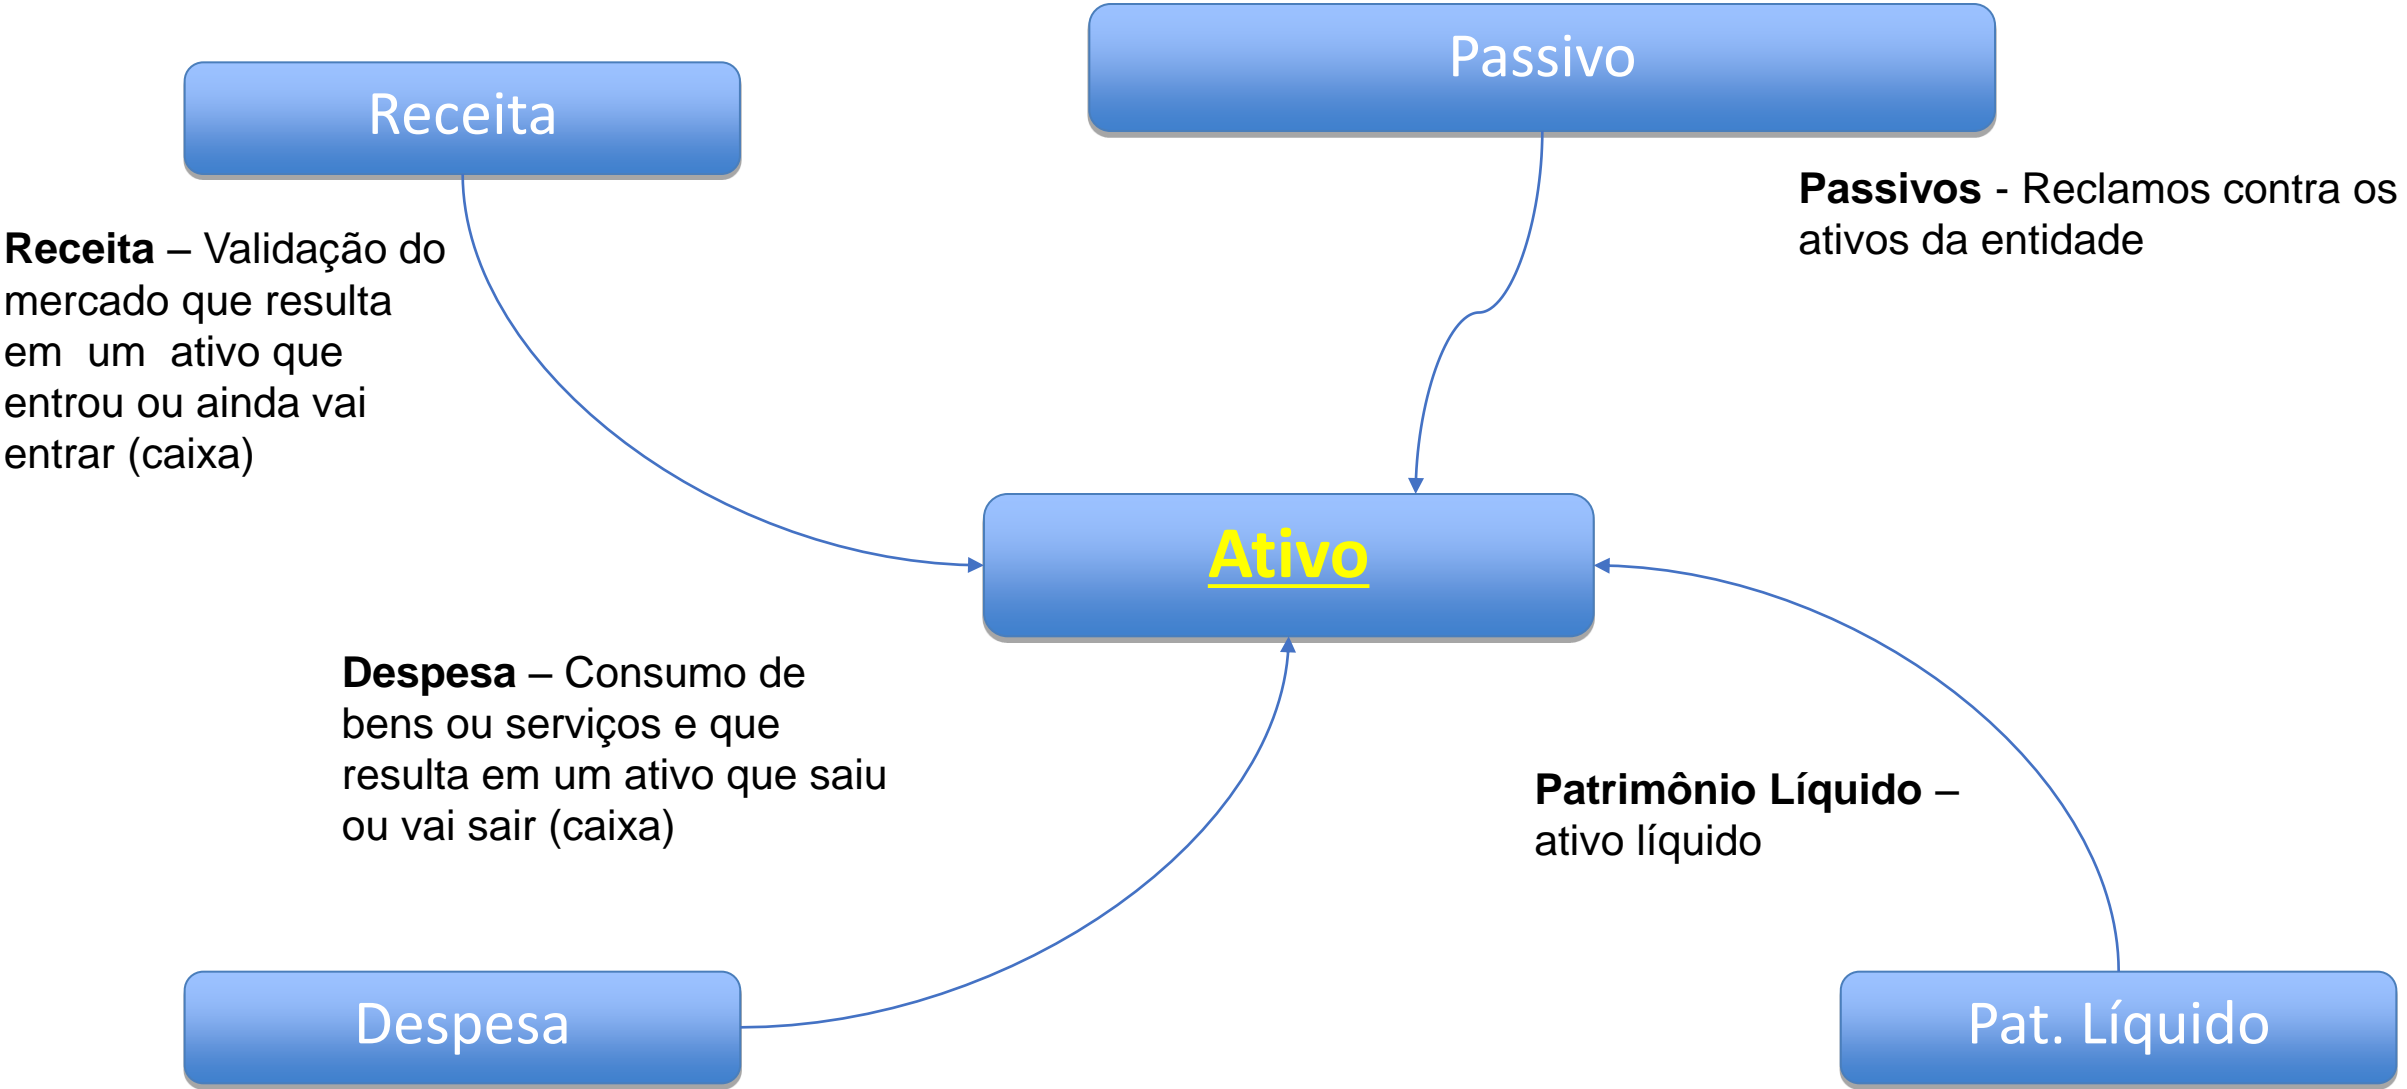 Passivo
Receita
Passivos - Reclamos contra os
ativos da entidade
Receita – Validação do
mercado que resulta
em um ativo que
entrou ou ainda vai
entrar (caixa)
Ativo
Despesa – Consumo de
bens ou serviços e que
resulta em um ativo que saiu
ou vai sair (caixa)
Patrimônio Líquido –
ativo líquido
Despesa
Pat. Líquido